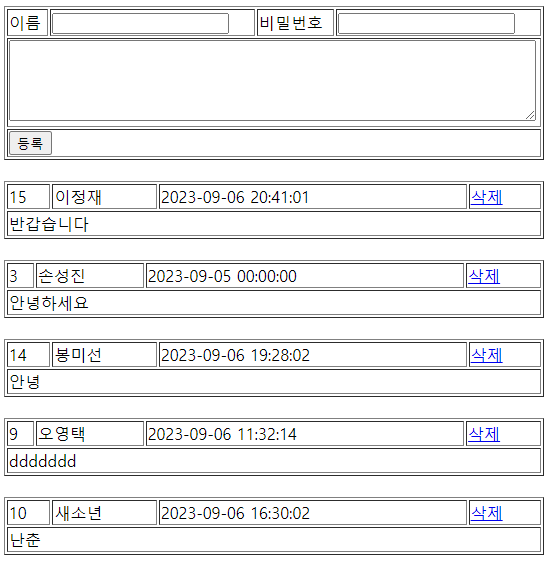 이름 비밀번호
등록
15 이정재 2023-09-06 20:41:01 삭제
반갑습니다
3 손성진 2023-09-05 00:00:00 삭제
안녕하세요
14 봉미선 2023-09-06 19:28:02 삭제
안녕
9 오영택 2023-09-06 11:32:14 삭제
ddddddd
10 새소년 2023-09-06 16:30:02 삭제
난춘